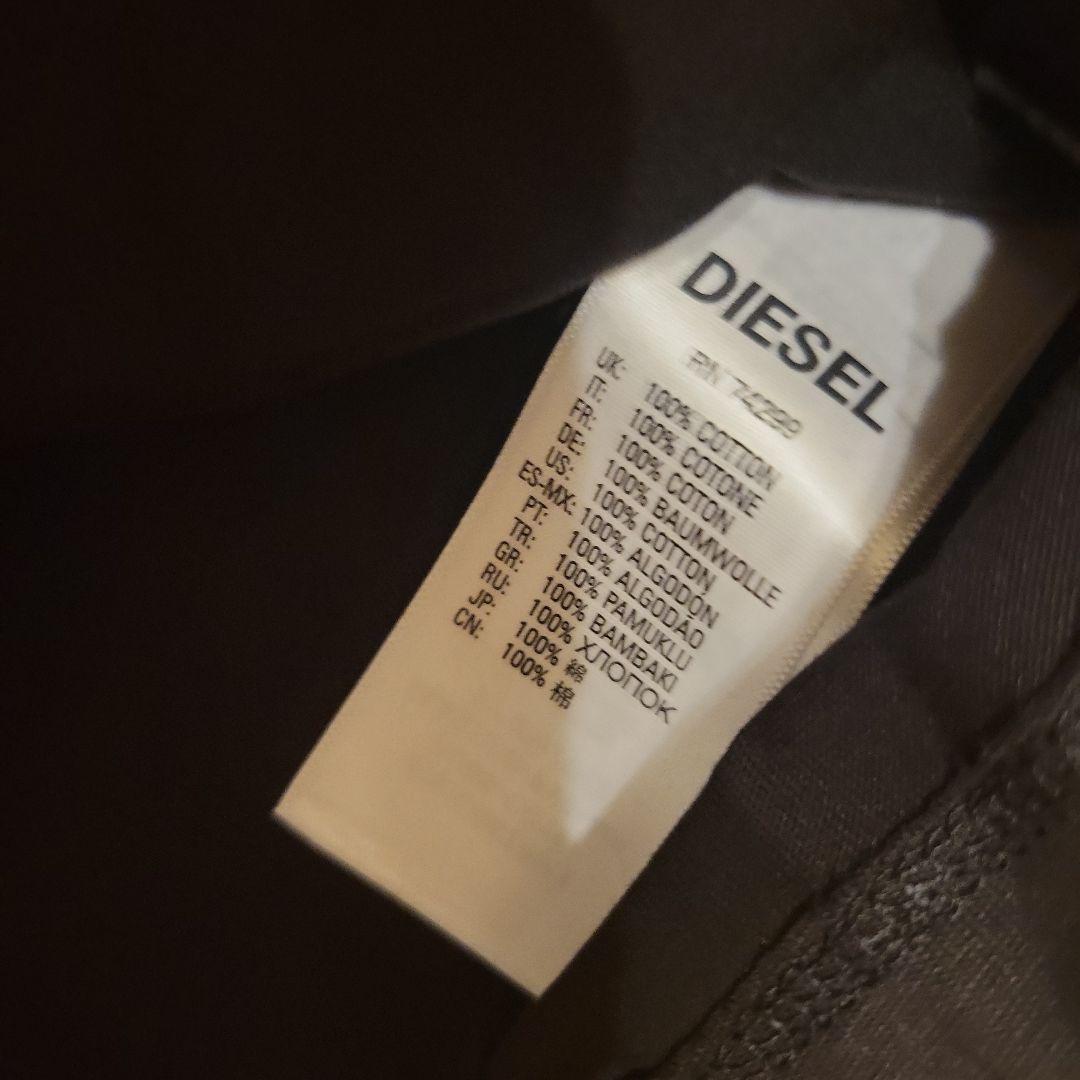 DIESEL
RN 74299
UK: 100% COTTON
IT: 100% COTONE
FR: 100% COTON
DE: 100% BAUMWOLLE
US: 100% COTTON
ES-MX: 100% ALGODON
PT: 100% ALGODÃO
TR: 100% PAMUKLU
GR: 100% BAMBAKI
RU: 100% ХЛОПОК
JP: 100% 綿
CN: 100% 棉